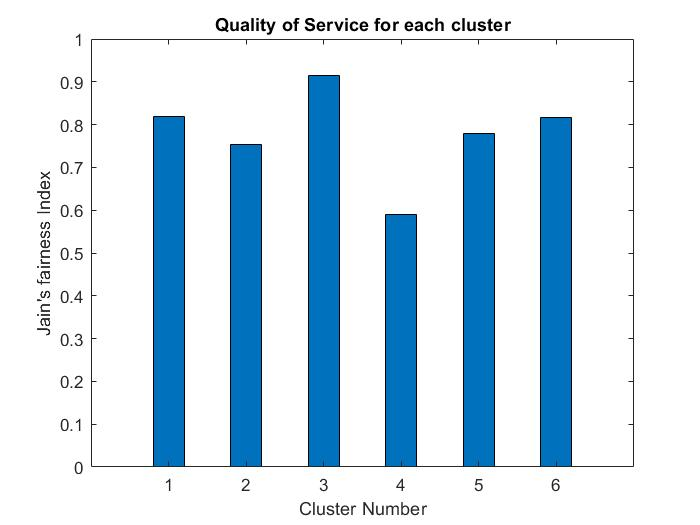 Quality of Service for each cluster
1
0.9
0.8
0.7
0.6
0.5
0.4
0.3
0.2
0.1
0
Jain's fairness Index
1 2 3 4 5 6
Cluster Number